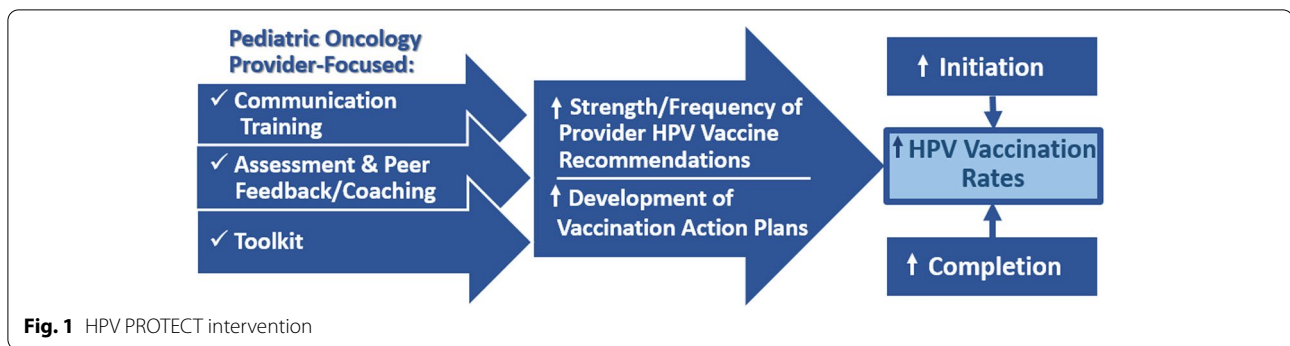 Pediatric Oncology
Provider-Focused:
✓ Communication
Training
✓ Assessment & Peer
Feedback/Coaching
✓ Toolkit
↑ Strength/Frequency of
Provider HPV Vaccine
Recommendations
↑ Development of
Vaccination Action Plans
↑ Initiation
↑ HPV Vaccination
Rates
↑ Completion
Fig. 1 HPV PROTECT intervention